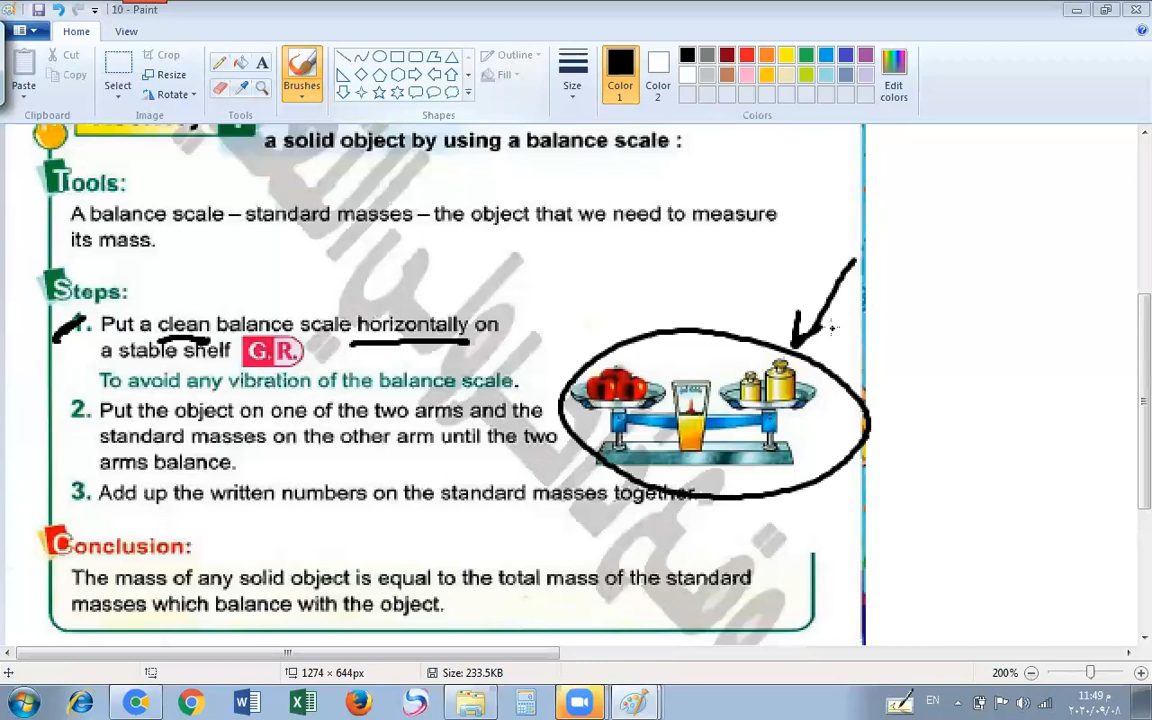 10 - Paint
Home
View
Paste
Cut
Copy
Clipboard
Select
Crop
Resize
Rotate
Image
Tools
Brushes
Shapes
Outline
Fill
Size
Color 1
Color 2
Edit colors
Colors
a solid object by using a balance scale :
Tools:
A balance scale – standard masses – the object that we need to measure
its mass.
Steps:
1. Put a clean balance scale horizontally on
a stable shelf G.R.
To avoid any vibration of the balance scale.
2. Put the object on one of the two arms and the
standard masses on the other arm until the two
arms balance.
3. Add up the written numbers on the standard masses together.
Conclusion:
The mass of any solid object is equal to the total mass of the standard
masses which balance with the object.
1274 × 644px
Size: 233.5KB
200%
EN
11:49 م
٢٠٢٠/٠٩/٠٨